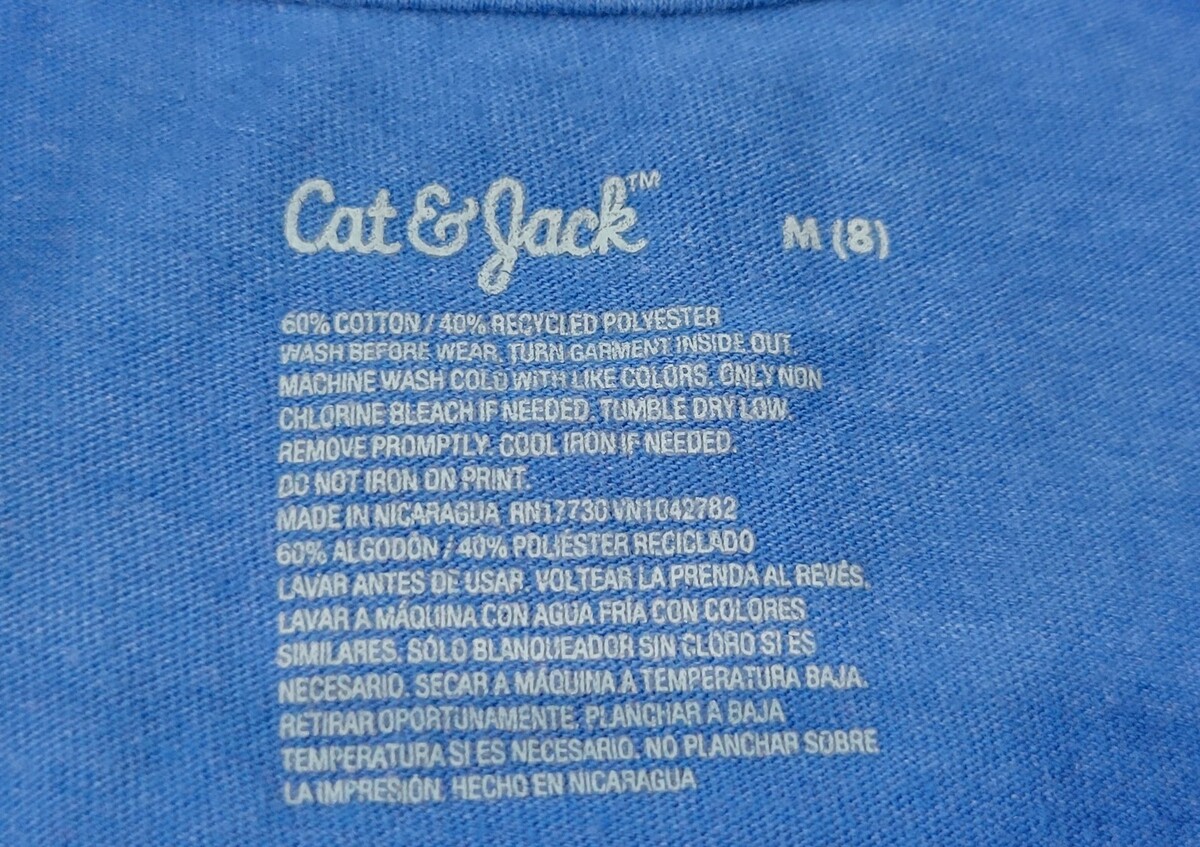 Cat & Jack™
M (8)
60% COTTON / 40% RECYCLED POLYESTER
WASH BEFORE WEAR. TURN GARMENT INSIDE OUT.
MACHINE WASH COLD WITH LIKE COLORS. ONLY NON
CHLORINE BLEACH IF NEEDED. TUMBLE DRY LOW.
REMOVE PROMPTLY. COOL IRON IF NEEDED.
DO NOT IRON ON PRINT.
MADE IN NICARAGUA RN17730 VN1042782
60% ALGODÓN / 40% POLIÉSTER RECICLADO
LAVAR ANTES DE USAR. VOLTEAR LA PRENDA AL REVÉS.
LAVAR A MÁQUINA CON AGUA FRÍA CON COLORES
SIMILARES. SÓLO BLANQUEADOR SIN CLORO SI ES
NECESARIO. SECAR A MÁQUINA A TEMPERATURA BAJA.
RETIRAR OPORTUNAMENTE. PLANCHAR A BAJA
TEMPERATURA SI ES NECESARIO. NO PLANCHAR SOBRE
LA IMPRESIÓN. HECHO EN NICARAGUA